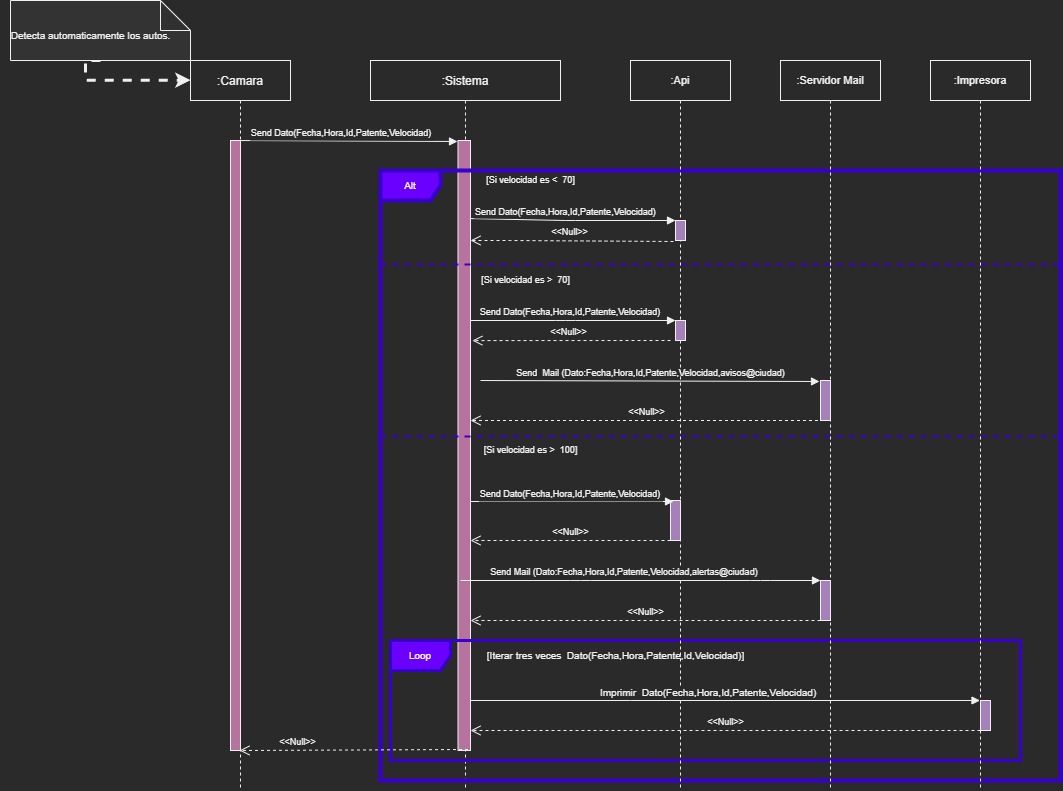 Detecta automaticamente los autos.
:Camara
:Sistema
:Api
:Servidor Mail
:Impresora
Send Dato(Fecha,Hora,Id,Patente,Velocidad)
Alt
[Si velocidad es < 70]
Send Dato(Fecha,Hora,Id,Patente,Velocidad)
<<Null>>
[Si velocidad es > 70]
Send Dato(Fecha,Hora,Id,Patente,Velocidad)
<<Null>>
Send Mail (Dato:Fecha,Hora,Id,Patente,Velocidad,avisos@ciudad)
<<Null>>
[Si velocidad es > 100]
Send Dato(Fecha,Hora,Id,Patente,Velocidad)
<<Null>>
Send Mail (Dato:Fecha,Hora,Id,Patente,Velocidad,alertas@ciudad)
<<Null>>
Loop
[Iterar tres veces Dato(Fecha,Hora,Patente,Id,Velocidad)]
Imprimir Dato(Fecha,Hora,Id,Patente,Velocidad)
<<Null>>
<<Null>>